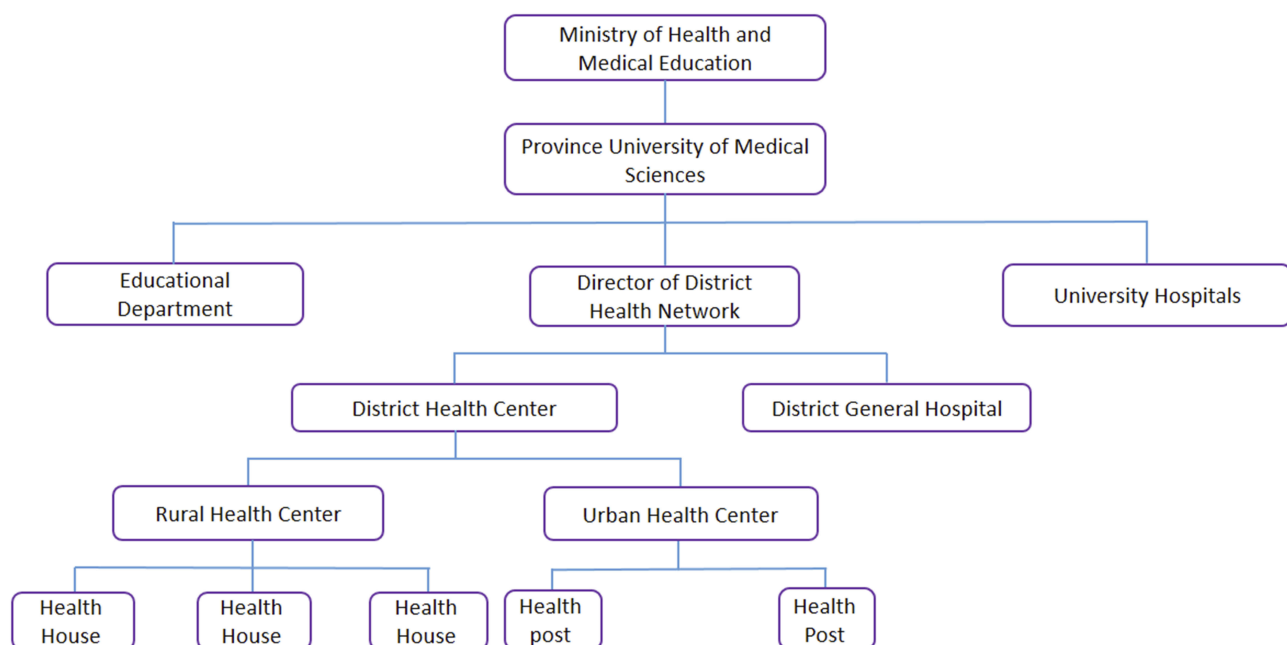 Ministry of Health and
Medical Education
Province University of Medical
Sciences
Educational
Department
Director of District
Health Network
University Hospitals
District Health Center
District General Hospital
Rural Health Center
Urban Health Center
Health
House
Health
House
Health
House
Health
post
Health
Post